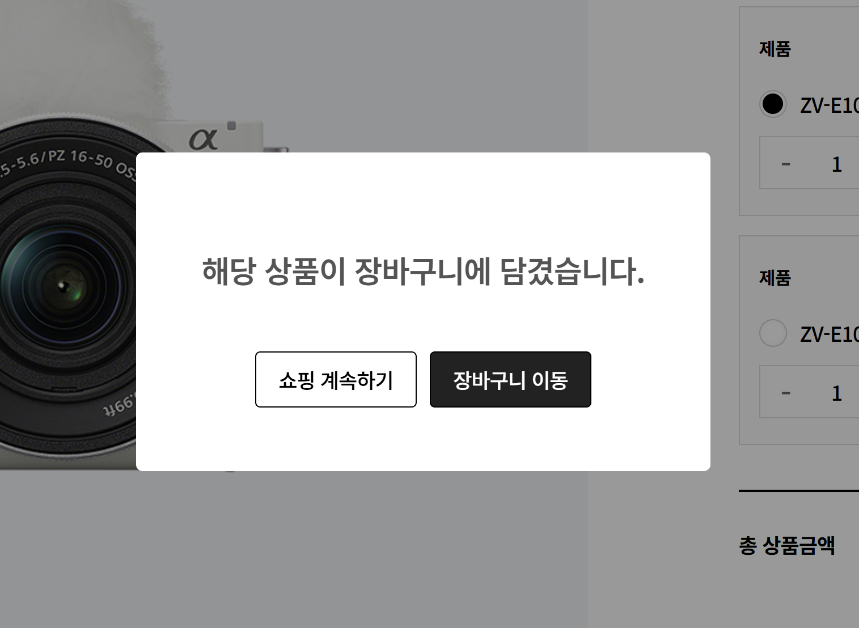 제품
ZV-E10
- 1
α
5-5.6/PZ 16-50 OSS
해당 상품이 장바구니에 담겼습니다.
쇼핑 계속하기
장바구니 이동
제품
ZV-E10
- 1
.99ft
총 상품금액